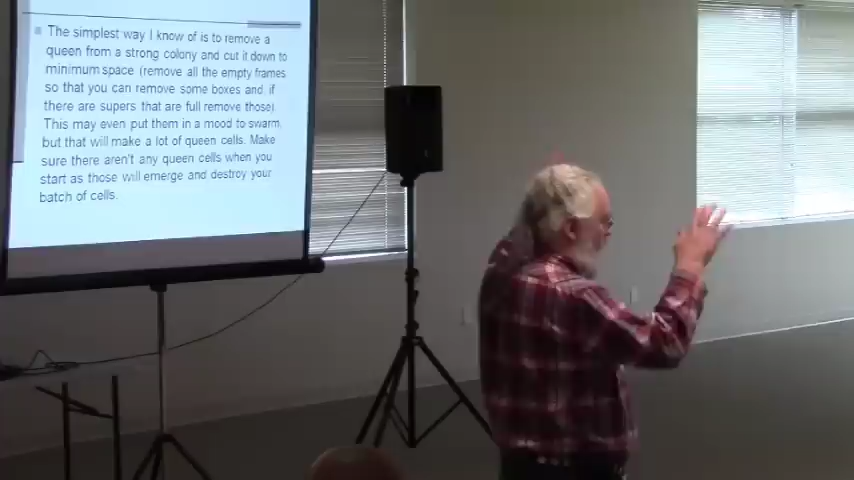 The simplest way I know of is to remove a
queen from a strong colony and cut it down to
minimum space (remove all the empty frames
so that you can remove some boxes and if
there are supers that are full remove those).
This may even put them in a mood to swarm,
but that will make a lot of queen cells. Make
sure there aren't any queen cells when you
start as those will emerge and destroy your
batch of cells.